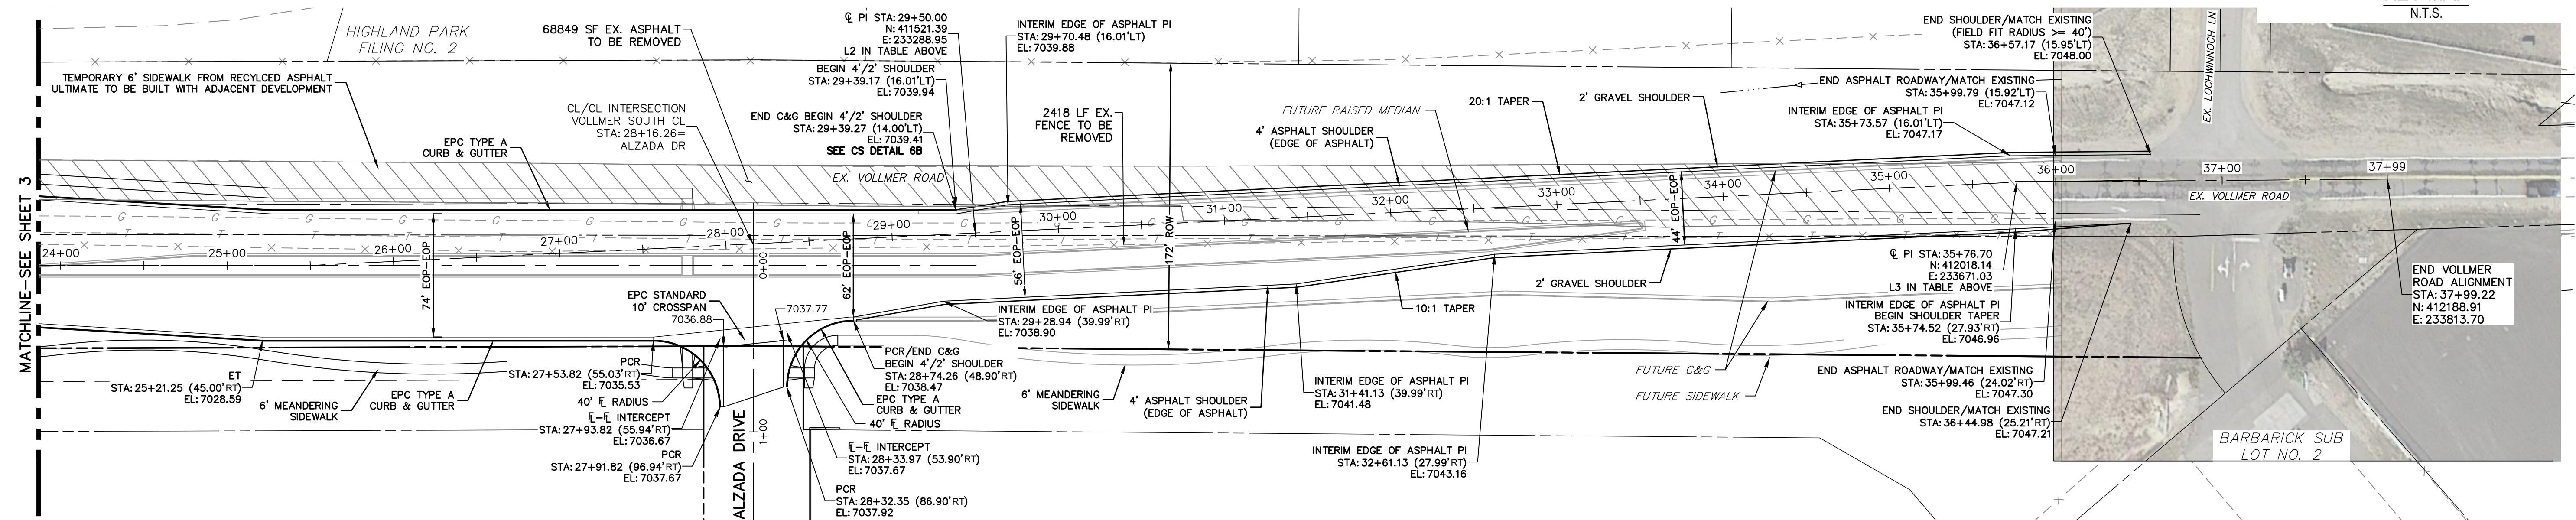 HIGHLAND PARK
FILING NO. 2
68849 SF EX. ASPHALT
TO BE REMOVED
℄ PI STA: 29+50.00
N: 411521.39
E: 233288.95
L2 IN TABLE ABOVE
BEGIN 4'/2' SHOULDER
STA: 29+39.17 (16.01'LT)
EL: 7039.94
INTERIM EDGE OF ASPHALT PI
STA: 29+70.48 (16.01'LT)
EL: 7039.88
END SHOULDER/MATCH EXISTING
(FIELD FIT RADIUS >= 40')
STA: 36+57.17 (15.95'LT)
EL: 7048.00
N.T.S.
TEMPORARY 6' SIDEWALK FROM RECYLCED ASPHALT
ULTIMATE TO BE BUILT WITH ADJACENT DEVELOPMENT
CL/CL INTERSECTION
VOLLMER SOUTH CL
STA: 28+16.26=
ALZADA DR
END C&G BEGIN 4'/2' SHOULDER
STA: 29+39.27 (14.00'LT)
EL: 7039.41
SEE CS DETAIL 6B
2418 LF EX.
FENCE TO BE
REMOVED
FUTURE RAISED MEDIAN
4' ASPHALT SHOULDER
(EDGE OF ASPHALT)
20:1 TAPER
2' GRAVEL SHOULDER
END ASPHALT ROADWAY/MATCH EXISTING
STA: 35+99.79 (15.92'LT)
EL: 7047.12
INTERIM EDGE OF ASPHALT PI
STA: 35+73.57 (16.01'LT)
EL: 7047.17
EX. LOCHWINNOCH LN
EPC TYPE A
CURB & GUTTER
EX. VOLLMER ROAD
MATCHLINE-SEE SHEET 3
G G G G G G G G G G G G
T T T T T T T T T T T T
24+00
25+00
26+00
27+00
28+00
29+00
30+00
31+00
32+00
33+00
34+00
35+00
36+00
37+00
37+99
EX. VOLLMER ROAD
74' EOP-EOP
0+00
62' EOP-EOP
56' EOP-EOP
172' ROW
44' EOP-EOP
EPC STANDARD
10' CROSSPAN
7036.88
7037.77
INTERIM EDGE OF ASPHALT PI
STA: 29+28.94 (39.99'RT)
EL: 7038.90
10:1 TAPER
2' GRAVEL SHOULDER
℄ PI STA: 35+76.70
N: 412018.14
E: 233671.03
L3 IN TABLE ABOVE
INTERIM EDGE OF ASPHALT PI
BEGIN SHOULDER TAPER
STA: 35+74.52 (27.93'RT)
EL: 7046.96
END VOLLMER
ROAD ALIGNMENT
STA: 37+99.22
N: 412188.91
E: 233813.70
ET
STA: 25+21.25 (45.00'RT)
EL: 7028.59
6' MEANDERING
SIDEWALK
EPC TYPE A
CURB & GUTTER
PCR
STA: 27+53.82 (55.03'RT)
EL: 7035.53
40' FL RADIUS
FL-FL INTERCEPT
STA: 27+93.82 (55.94'RT)
EL: 7036.67
PCR
STA: 27+91.82 (96.94'RT)
EL: 7037.67
ALZADA DRIVE
1+00
PCR/END C&G
BEGIN 4'/2' SHOULDER
STA: 28+74.26 (48.90'RT)
EL: 7038.47
EPC TYPE A
CURB & GUTTER
40' FL RADIUS
FL-FL INTERCEPT
STA: 28+33.97 (53.90'RT)
EL: 7037.67
PCR
STA: 28+32.35 (86.90'RT)
EL: 7037.92
6' MEANDERING
SIDEWALK
4' ASPHALT SHOULDER
(EDGE OF ASPHALT)
INTERIM EDGE OF ASPHALT PI
STA: 31+41.13 (39.99'RT)
EL: 7041.48
INTERIM EDGE OF ASPHALT PI
STA: 32+61.13 (27.99'RT)
EL: 7043.16
FUTURE C&G
FUTURE SIDEWALK
END ASPHALT ROADWAY/MATCH EXISTING
STA: 35+99.46 (24.02'RT)
EL: 7047.30
END SHOULDER/MATCH EXISTING
STA: 36+44.98 (25.21'RT)
EL: 7047.21
BARBARICK SUB
LOT NO. 2